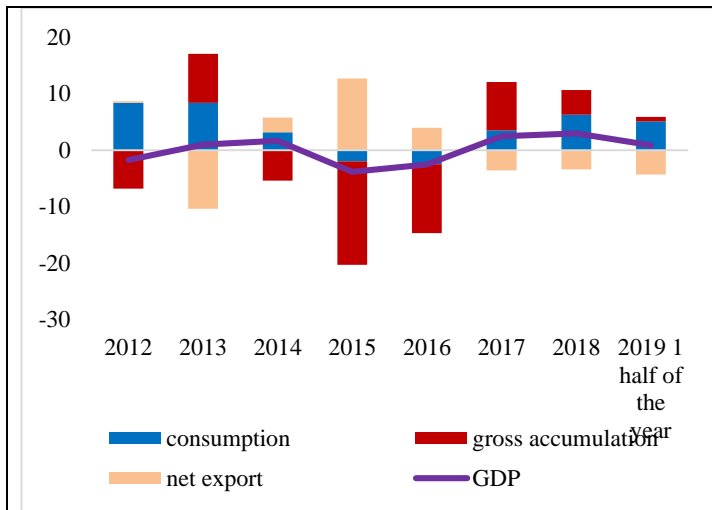 20
10
0
-10
-20
-30
2012 2013 2014 2015 2016 2017 2018 2019 1
half of
the
year
consumption gross accumulation
net export GDP